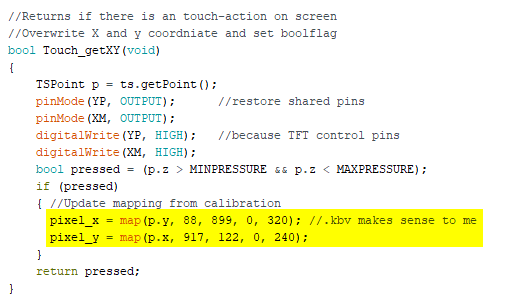 //Returns if there is an touch-action on screen
//Overwrite X and y coordniate and set boolflag
bool Touch_getXY(void)
{
    TSPoint p = ts.getPoint();
    pinMode(YP, OUTPUT);      //restore shared pins
    pinMode(XM, OUTPUT);
    digitalWrite(YP, HIGH);   //because TFT control pins
    digitalWrite(XM, HIGH);
    bool pressed = (p.z > MINPRESSURE && p.z < MAXPRESSURE);
    if (pressed)
    { //Update mapping from calibration
      pixel_x = map(p.y, 88, 899, 0, 320); //.kbv makes sense to me
      pixel_y = map(p.x, 917, 122, 0, 240);
    }
    return pressed;
}